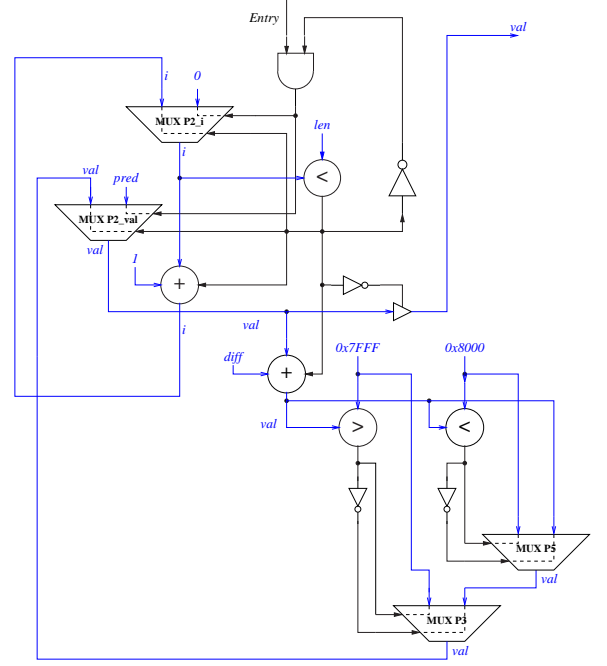 Entry
val
i
0
MUX P2_i
len
i
<
val
pred
MUX P2_val
val
1
+
i
val
0x7FFF
0x8000
diff
+
val
>
<
MUX P5
val
MUX P3
val